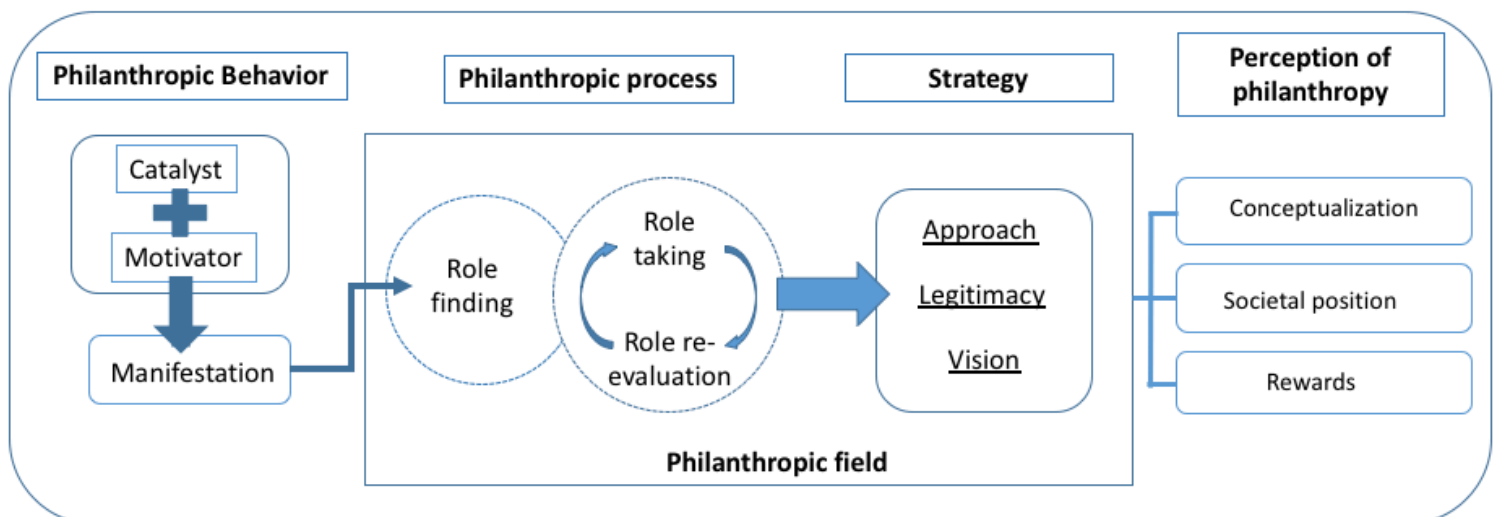 Philanthropic Behavior
Philanthropic process
Strategy
Perception of
philanthropy
Catalyst
Motivator
Manifestation
Role
finding
Role
taking
Role re-
evaluation
Approach
Legitimacy
Vision
Philanthropic field
Conceptualization
Societal position
Rewards